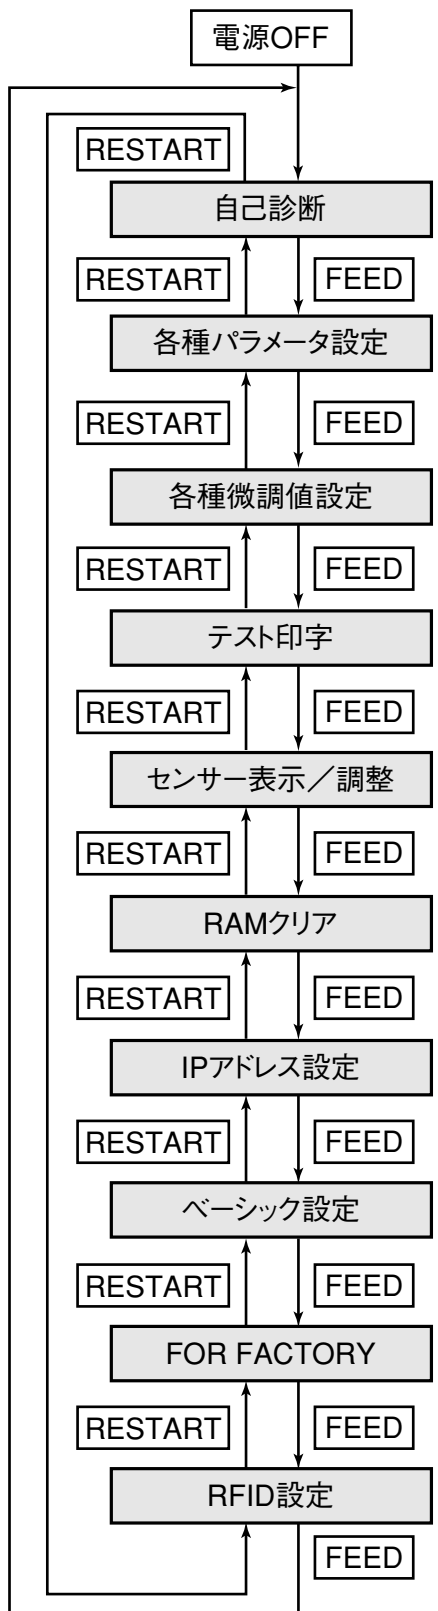 電源OFF
RESTART
自己診断
RESTART
FEED
各種パラメータ設定
RESTART
FEED
各種微調値設定
RESTART
FEED
テスト印字
RESTART
FEED
センサー表示／調整
RESTART
FEED
RAMクリア
RESTART
FEED
IPアドレス設定
RESTART
FEED
ベーシック設定
RESTART
FEED
FOR FACTORY
RESTART
FEED
RFID設定
FEED